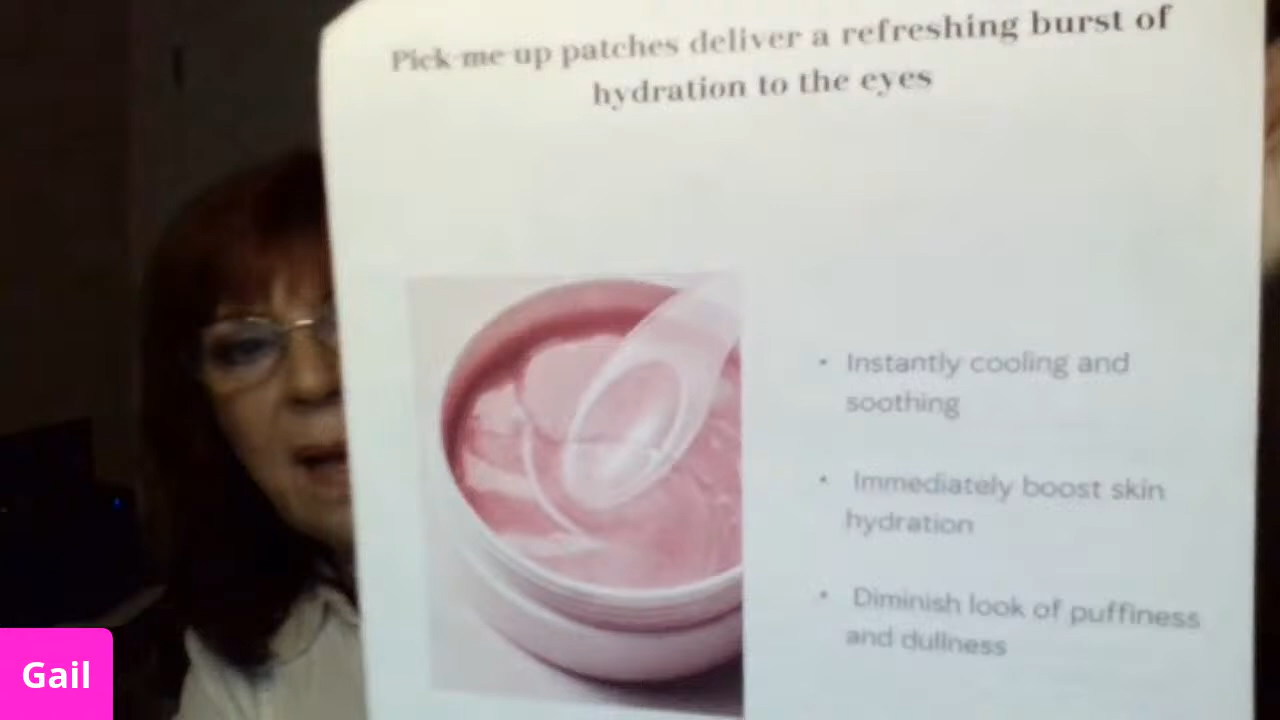 Pick-me up patches deliver a refreshing burst of
hydration to the eyes
• Instantly cooling and
soothing
• Immediately boost skin
hydration
• Diminish look of puffiness
and dullness
Gail